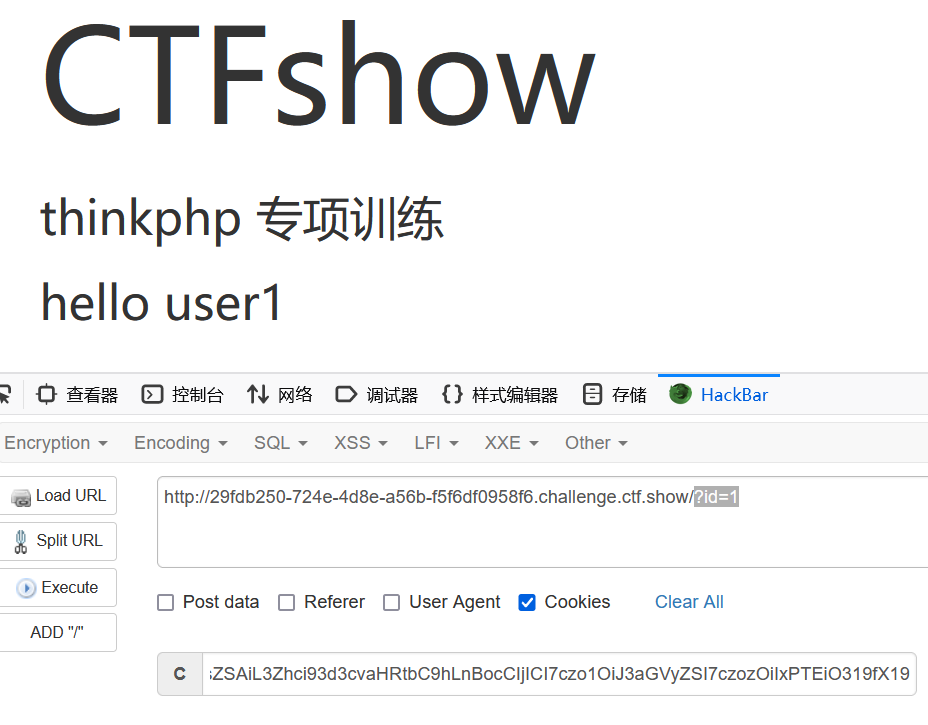 CTFshow
thinkphp 专项训练
hello user1
查看器 控制台 网络 调试器 {} 样式编辑器 存储 HackBar
Encryption Encoding SQL XSS LFI XXE Other
Load URL http://29fdb250-724e-4d8e-a56b-f5f6df0958f6.challenge.ctf.show/?id=1
Split URL
Execute
Post data Referer User Agent Cookies Clear All
ADD "/"
C ZSAiL3Zhci93d3cvaHRtbC9hLnBocCIjICI7czo1OiJ3aGVyZSI7czozOiIxPTEiO319fX19